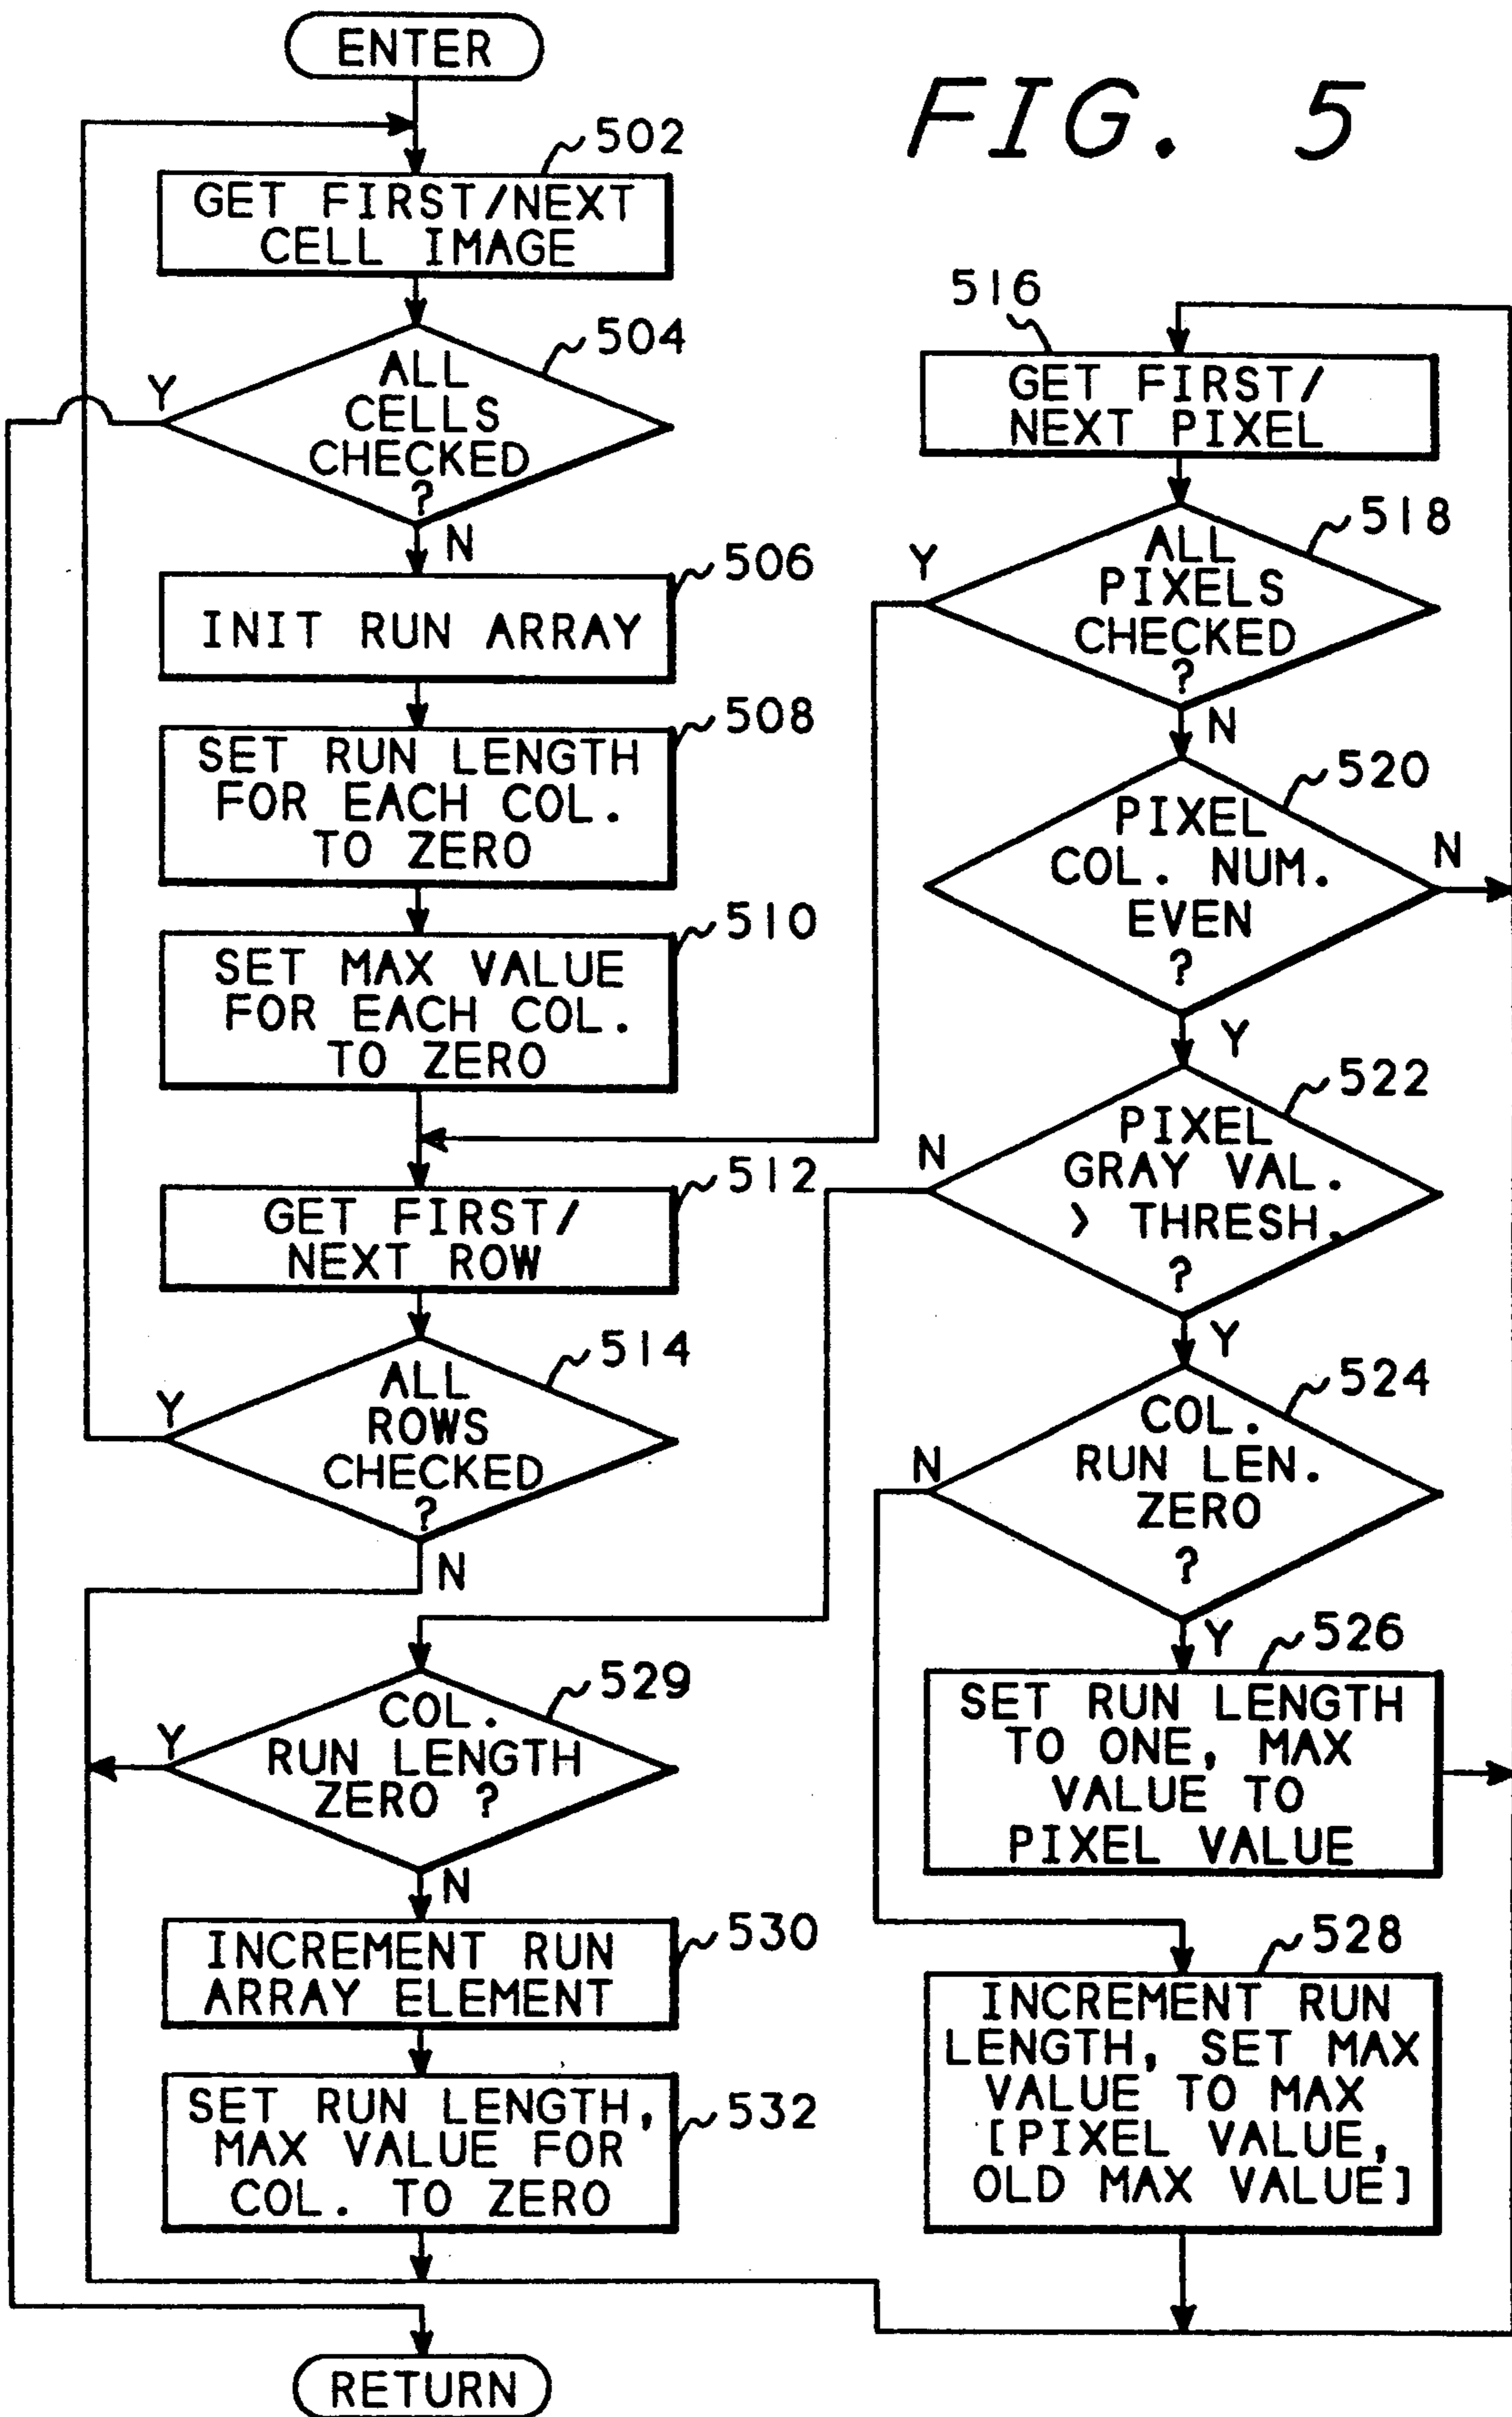 FIG. 5
ENTER
502
GET FIRST/NEXT
CELL IMAGE
504
ALL
CELLS
CHECKED
?
Y
N
506
INIT RUN ARRAY
508
SET RUN LENGTH
FOR EACH COL.
TO ZERO
510
SET MAX VALUE
FOR EACH COL.
TO ZERO
512
GET FIRST/
NEXT ROW
514
ALL
ROWS
CHECKED
?
Y
N
529
COL.
RUN LENGTH
ZERO ?
Y
N
530
INCREMENT RUN
ARRAY ELEMENT
532
SET RUN LENGTH,
MAX VALUE FOR
COL. TO ZERO
RETURN
516
GET FIRST/
NEXT PIXEL
518
ALL
PIXELS
CHECKED
?
Y
N
520
PIXEL
COL. NUM.
EVEN
?
N
Y
522
PIXEL
GRAY VAL.
> THRESH.
?
N
Y
524
COL.
RUN LEN.
ZERO
?
N
Y
526
SET RUN LENGTH
TO ONE, MAX
VALUE TO
PIXEL VALUE
528
INCREMENT RUN
LENGTH, SET MAX
VALUE TO MAX
[PIXEL VALUE,
OLD MAX VALUE]